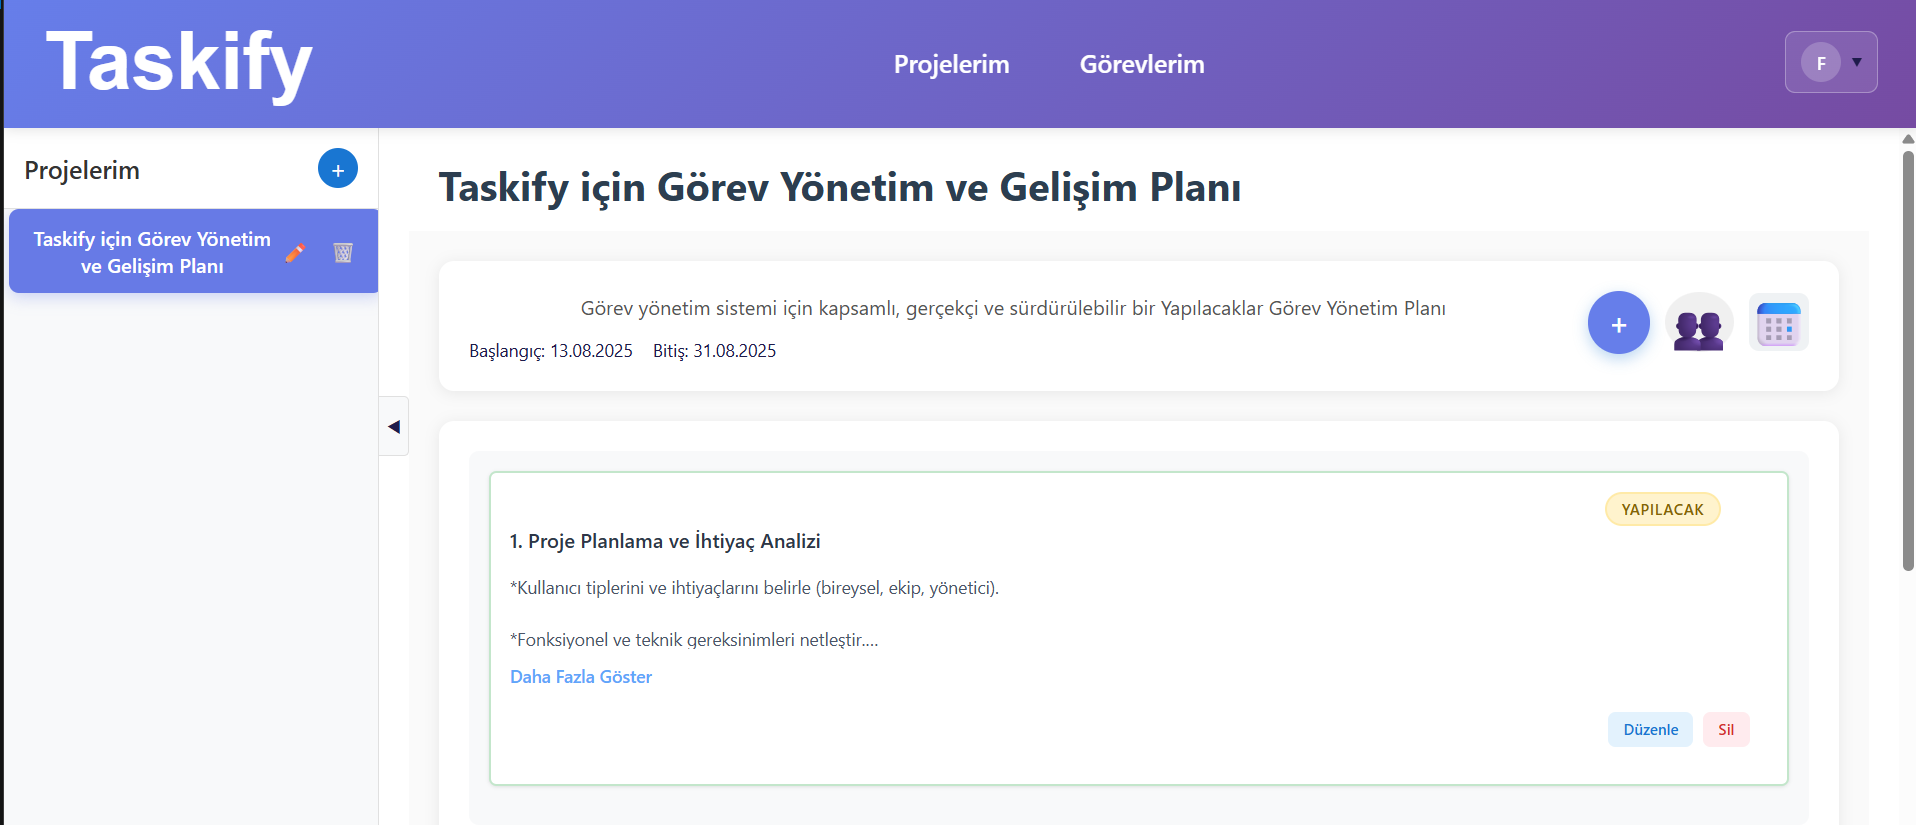 Taskify
Projelerim
Görevlerim
F ▼
Projelerim
+
Taskify için Görev Yönetim
ve Gelişim Planı
Taskify için Görev Yönetim ve Gelişim Planı
Görev yönetim sistemi için kapsamlı, gerçekçi ve sürdürülebilir bir Yapılacaklar Görev Yönetim Planı
+
Başlangıç: 13.08.2025 Bitiş: 31.08.2025
◀
YAPILACAK
1. Proje Planlama ve İhtiyaç Analizi
*Kullanıcı tiplerini ve ihtiyaçlarını belirle (bireysel, ekip, yönetici).
*Fonksiyonel ve teknik gereksinimleri netleştir....
Daha Fazla Göster
Düzenle
Sil